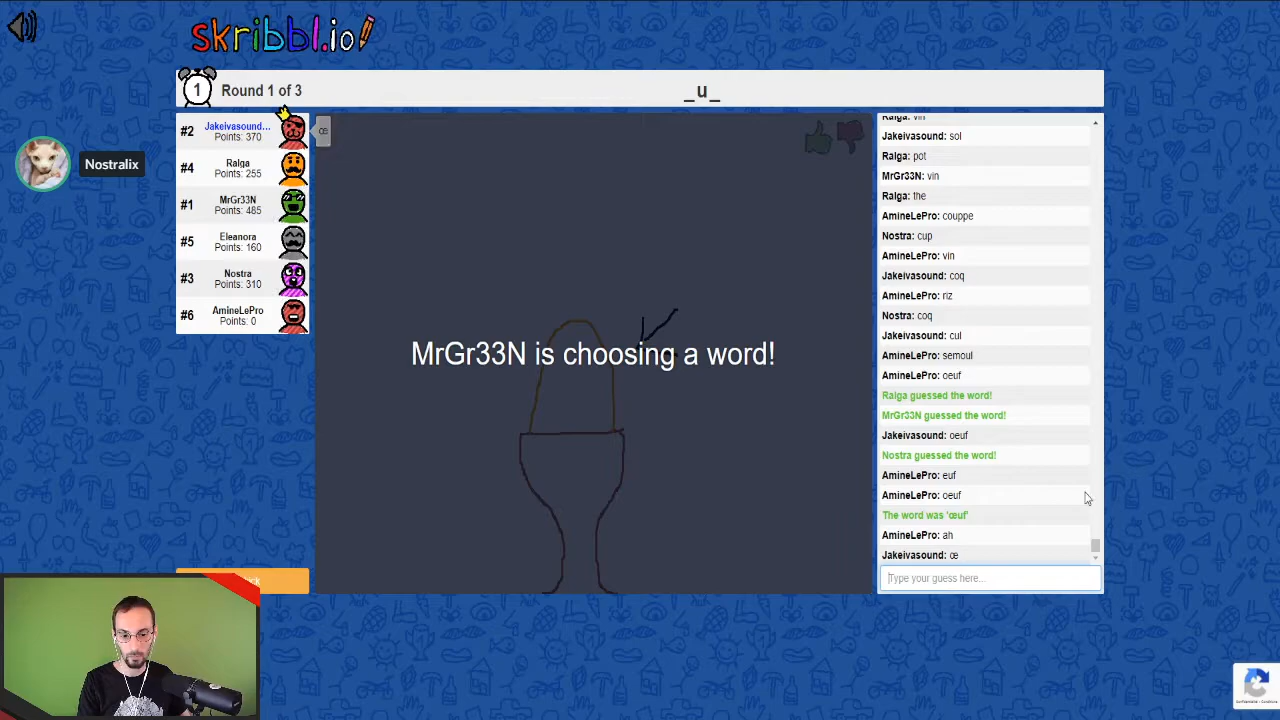 skribbl.io
1
Round 1 of 3
_u_
#2
Jakeivasound...
Points: 370
œ
#4
Ralga
Points: 255
#1
MrGr33N
Points: 485
#5
Eleanora
Points: 160
#3
Nostra
Points: 310
#6
AmineLePro
Points: 0
Nostralix
MrGr33N is choosing a word!
Ralga: vin
Jakeivasound: sol
Ralga: pot
MrGr33N: vin
Ralga: the
AmineLePro: couppe
Nostra: cup
AmineLePro: vin
Jakeivasound: coq
AmineLePro: riz
Nostra: coq
Jakeivasound: cul
AmineLePro: semoul
AmineLePro: oeuf
Ralga guessed the word!
MrGr33N guessed the word!
Jakeivasound: oeuf
Nostra guessed the word!
AmineLePro: euf
AmineLePro: oeuf
The word was 'œuf'
AmineLePro: ah
Jakeivasound: œ
Type your guess here...